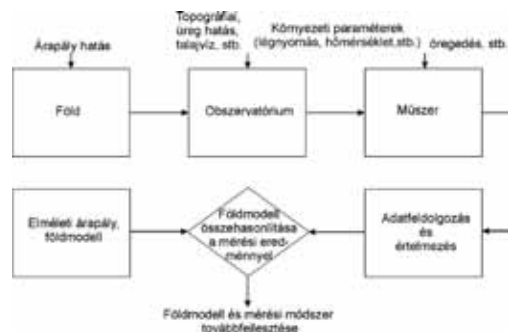 Topográfiai,
üreg hatás,
talajvíz, stb.
Környezeti paraméterek
(légnyomás, hőmérséklet,stb.)
Árapály hatás
öregedés, stb.
Föld
Obszervatórium
Műszer
Elméleti árapály,
földmodell
Földmodell
összehasonlítása
a mérési ered-
ménnyel
Adatfeldolgozás
és
értelmezés
Földmodell és mérési módszer
továbbfejlesztése